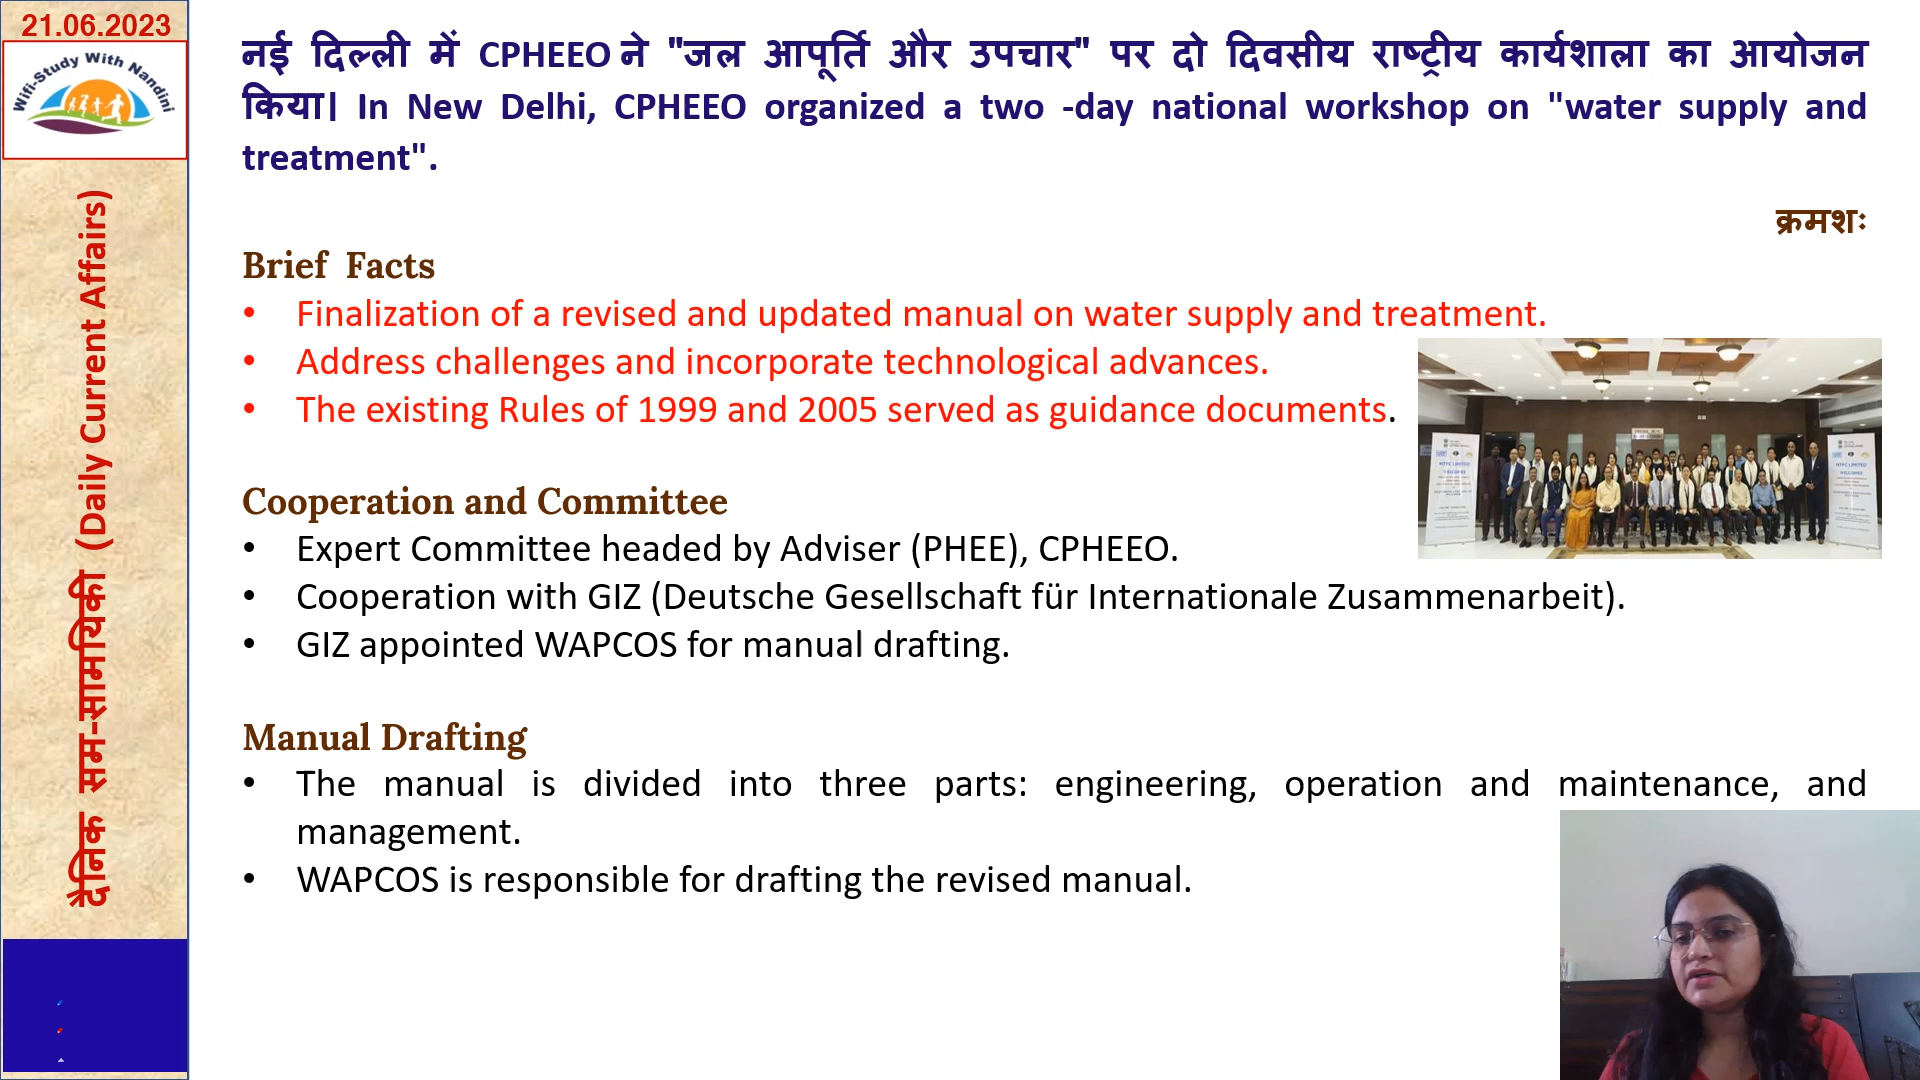 21.06.2023
Wifi-Study With Nandini
दैनिक सम-सामयिकी (Daily Current Affairs)
नई दिल्ली में CPHEEO ने "जल आपूर्ति और उपचार" पर दो दिवसीय राष्ट्रीय कार्यशाला का आयोजन
किया| In New Delhi, CPHEEO organized a two -day national workshop on "water supply and
treatment".
क्रमशः
Brief Facts
• Finalization of a revised and updated manual on water supply and treatment.
• Address challenges and incorporate technological advances.
• The existing Rules of 1999 and 2005 served as guidance documents.
NTPC LIMITED
WELCOMES
Cooperation and Committee
• Expert Committee headed by Adviser (PHEE), CPHEEO.
• Cooperation with GIZ (Deutsche Gesellschaft für Internationale Zusammenarbeit).
• GIZ appointed WAPCOS for manual drafting.
Manual Drafting
• The manual is divided into three parts: engineering, operation and maintenance, and
management.
• WAPCOS is responsible for drafting the revised manual.